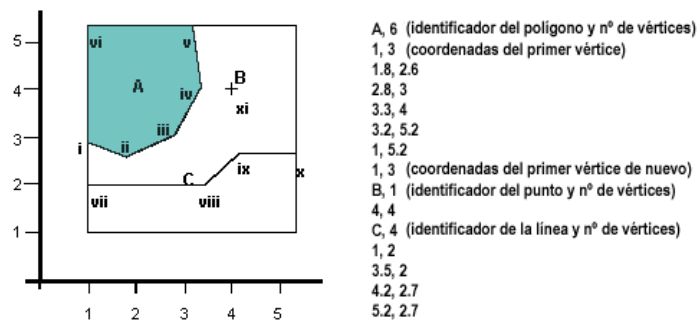 5
vi
v
A
B
4
iv
xi
iii
3
i
ii
ix
x
C
2
vii
viii
1
1 2 3 4 5
A, 6 (identificador del polígono y nº de vértices)
1, 3 (coordenadas del primer vértice)
1.8, 2.6
2.8, 3
3.3, 4
3.2, 5.2
1, 5.2
1, 3 (coordenadas del primer vértice de nuevo)
B, 1 (identificador del punto y nº de vértices)
4, 4
C, 4 (identificador de la línea y nº de vértices)
1, 2
3.5, 2
4.2, 2.7
5.2, 2.7